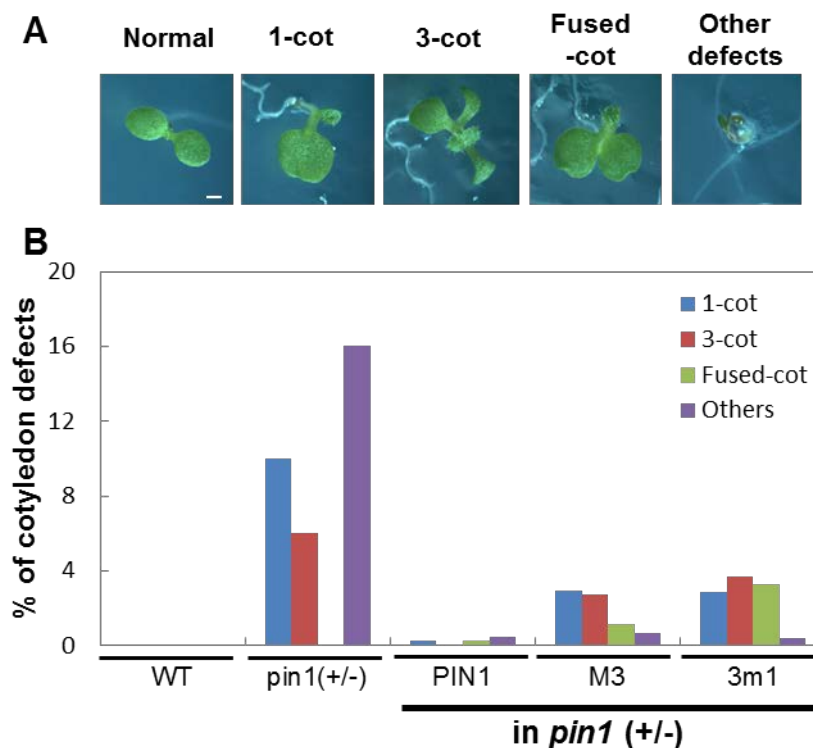 A
Normal
1-cot
3-cot
Fused
-cot
Other
defects
B
% of cotyledon defects
20
16
12
8
4
0
1-cot
3-cot
Fused-cot
Others
WT
pin1(+/-)
PIN1
M3
3m1
in pin1 (+/-)